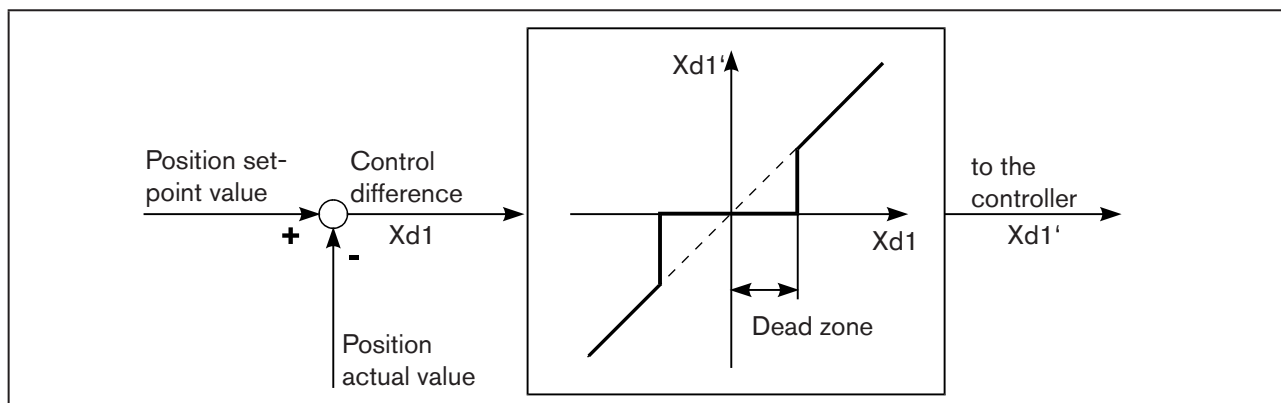 Position set-
point value
+
-
Control
difference
Xd1
Position
actual value
Xd1‘
Xd1
Dead zone
to the
controller
Xd1‘